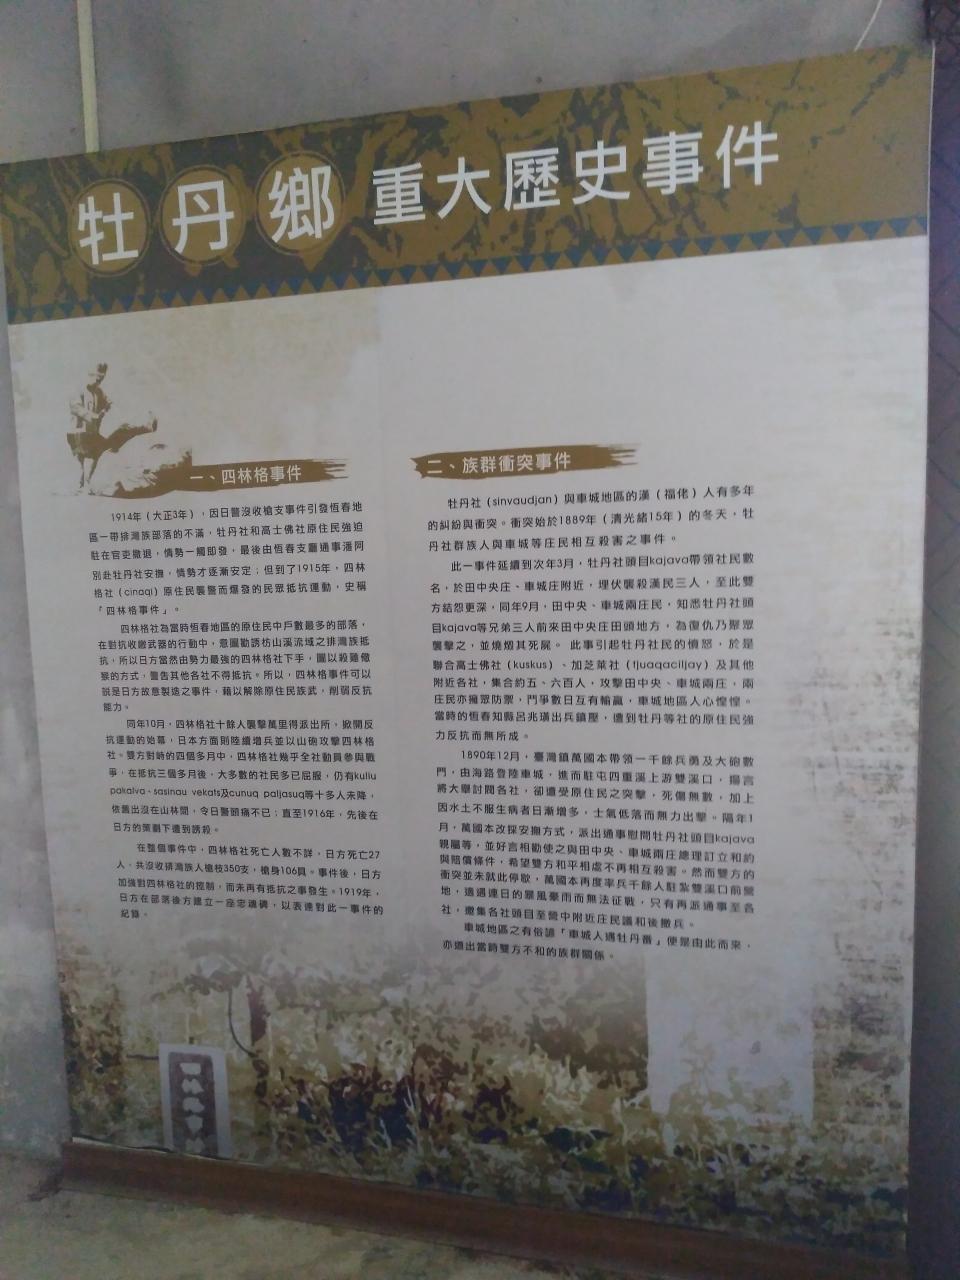 牡丹鄉 重大歷史事件
一、四林格事件
1914年（大正3年），因日警沒收槍支事件引發恆春地
區一帶排灣族部落的不滿，牡丹社和高士佛社原住民強迫
駐在官吏撤退，情勢一觸即發，最後由恆春支廳通事潘阿
別赴牡丹社安撫，情勢才逐漸安定；但到了1915年，四林
格社（cinaqi）原住民襲警而爆發的民眾抵抗運動，史稱
「四林格事件」。
四林格社為當時恆春地區的原住民中戶數最多的部落，
在對抗收繳武器的行動中，意圖勸誘枋山溪流域之排灣族抵
抗，所以日方當然由勢力最強的四林格社下手，圖以殺雞儆
猴的方式，警告其他各社不得抵抗。所以，四林格事件可以
說是日方故意製造之事件，藉以解除原住民族武，削弱反抗
能力。
同年10月，四林格社十餘人襲擊萬里得派出所，掀開反
抗運動的始幕，日本方面則陸續增兵並以山砲攻擊四林格
社。雙方對峙的四個多月中，四林格社幾乎全社動員參與戰
爭，在抵抗三個多月後，大多數的社民多已屈服，仍有kuliu
pakalva、sasinau vekats及cunuq paljasuq等十多人未降，
依舊出沒在山林間，令日警頭痛不已；直至1916年，先後在
日方的策劃下遭到誘殺。
在整個事件中，四林格社死亡人數不詳，日方死亡27
人，共沒收排灣族人槍枝350支，槍身106員。事件後，日方
加強對四林格社的控制，而未再有抵抗之事發生。1919年，
日方在部落後方建立一座忠魂碑，以表達對此一事件的
紀錄。
二、族群衝突事件
牡丹社（sinvaudjan）與車城地區的漢（福佬）人有多年
的糾紛與衝突。衝突始於1889年（清光緒15年）的冬天，牡
丹社群族人與車城等庄民相互殺害之事件。
此一事件延續到次年3月，牡丹社頭目kajava帶領社民數
名，於田中央庄、車城庄附近，埋伏襲殺漢民三人，至此雙
方結怨更深，同年9月，田中央、車城兩庄民，知悉牡丹社頭
目kajava等兄弟三人前來田中央庄田頭地方，為復仇乃聚眾
襲擊之，並燒燬其死屍。此事引起牡丹社民的憤怒，於是
聯合高士佛社（kuskus）、加芝萊社（tjuaqaciljay）及其他
附近各社，集合約五、六百人，攻擊田中央、車城兩庄，兩
庄民亦擁眾防禦，鬥爭數日互有輸贏，車城地區人心惶惶。
當時的恆春知縣呂兆璜出兵鎮壓，遭到牡丹等社的原住民強
力反抗而無所成。
1890年12月，臺灣鎮萬國本帶領一千餘兵勇及大砲數
門，由海路登陸車城，進而駐屯四重溪上游雙溪口，揚言
將大舉討閥各社，卻遭受原住民之突擊，死傷無數，加上
因水土不服生病者日漸增多，士氣低落而無力出擊。隔年1
月，萬國本改採安撫方式，派出通事慰問牡丹社頭目kajava
親屬等，並好言相勸使之與田中央、車城兩庄總理訂立和約
與賠償條件，希望雙方和平相處不再相互殺害。然而雙方的
衝突並未就此停歇，萬國本再度率兵千餘人駐紮雙溪口前營
地，遠遇連日的暴風豪雨而無法征戰，只有再派通事至各
社，邀集各社頭目至營中附近庄民議和後撤兵。
車城地區之有俗諺「車城人遇牡丹番」便是由此而來，
亦道出當時雙方不和的族群關係。